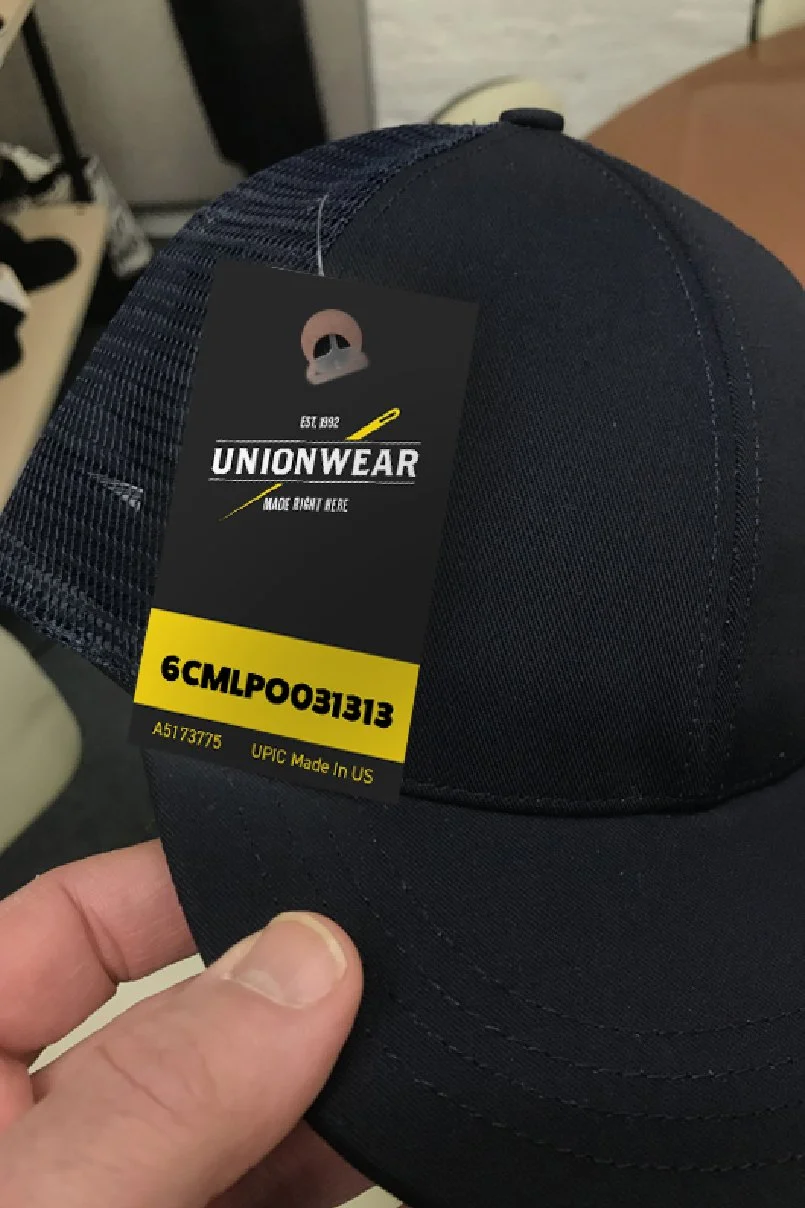 EST. 1992
UNIONWEAR
MADE RIGHT HERE
6CMLPO031313
A5173775 UPIC Made In US